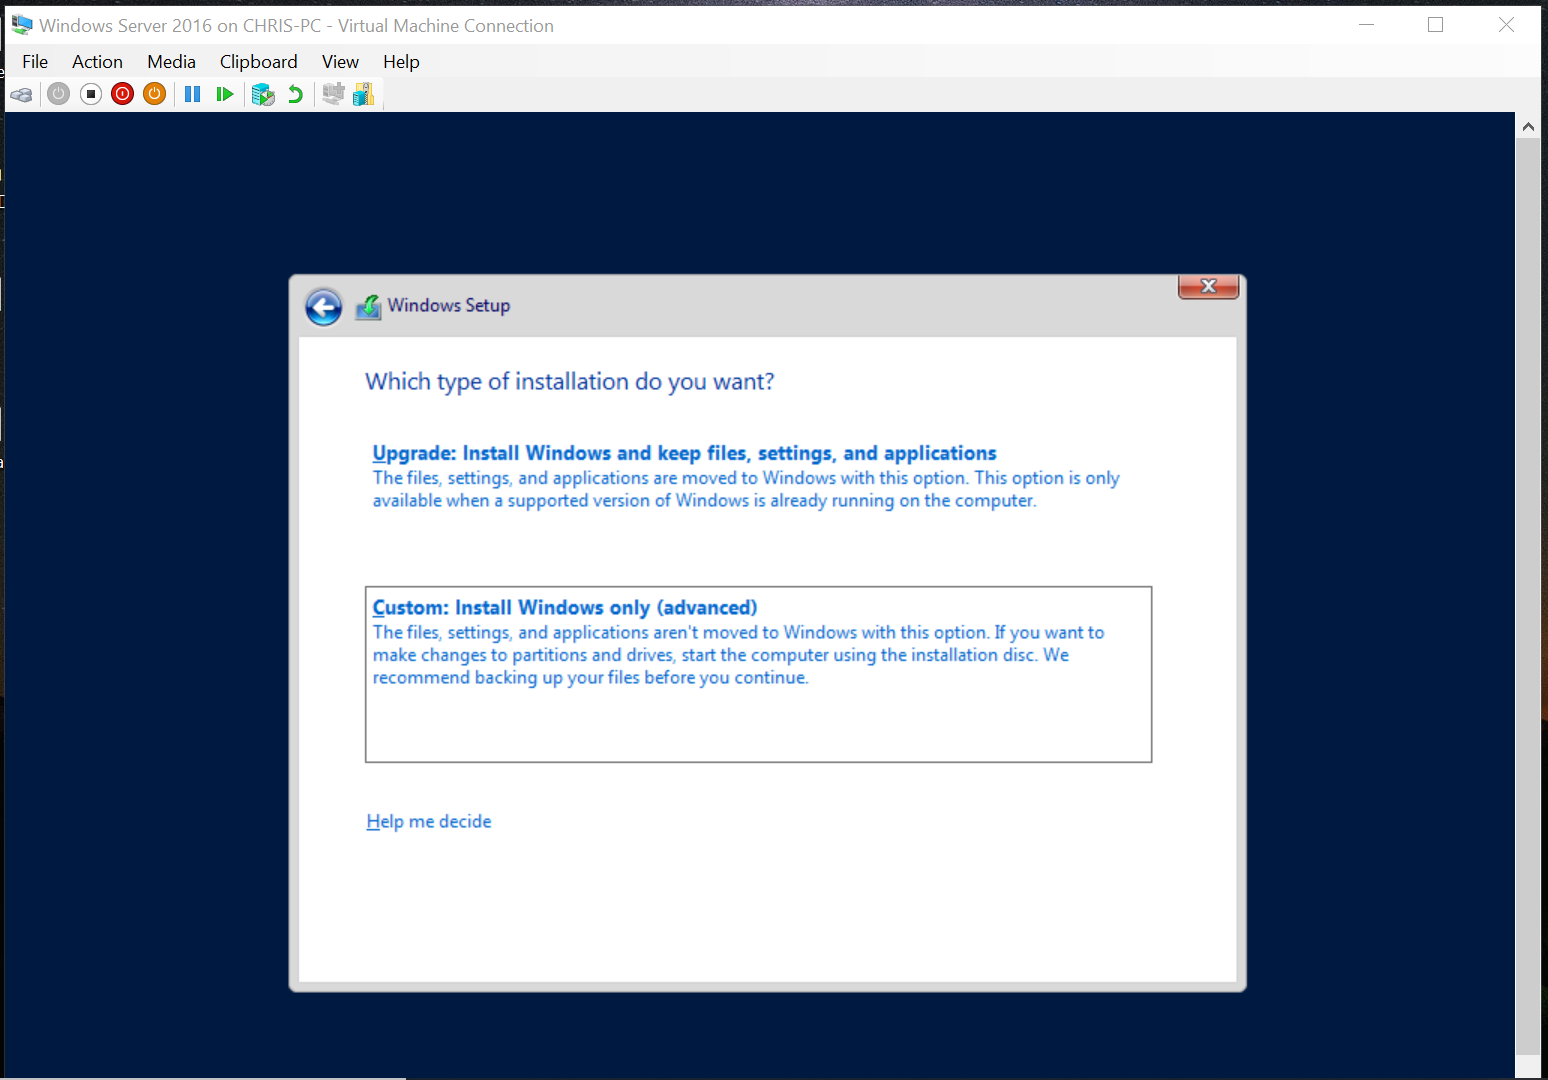 Windows Server 2016 on CHRIS-PC - Virtual Machine Connection
File Action Media Clipboard View Help
Windows Setup
Which type of installation do you want?
Upgrade: Install Windows and keep files, settings, and applications
The files, settings, and applications are moved to Windows with this option. This option is only
available when a supported version of Windows is already running on the computer.
Custom: Install Windows only (advanced)
The files, settings, and applications aren't moved to Windows with this option. If you want to
make changes to partitions and drives, start the computer using the installation disc. We
recommend backing up your files before you continue.
Help me decide